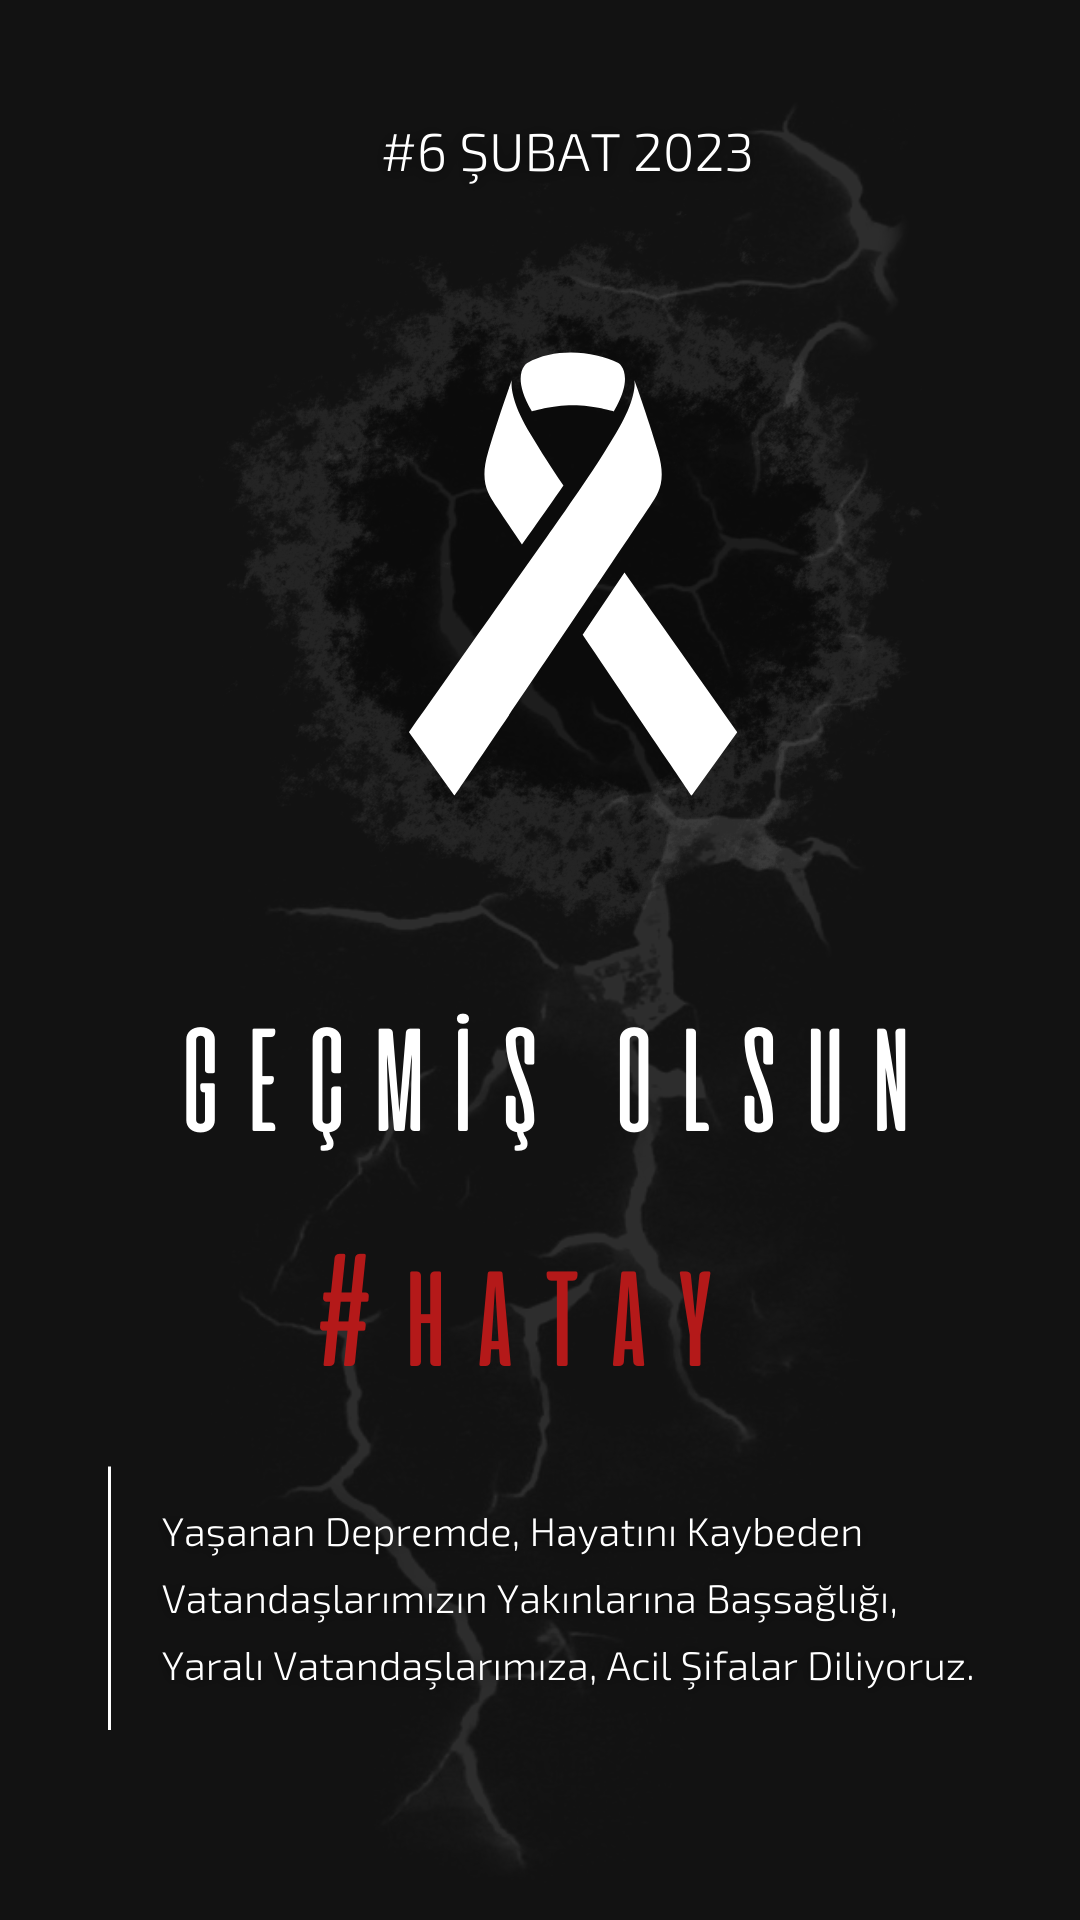 #6 ŞUBAT 2023
GEÇMİŞ OLSUN
#HATAY
Yaşanan Depremde, Hayatını Kaybeden
Vatandaşlarımızın Yakınlarına Başsağlığı,
Yaralı Vatandaşlarımıza, Acil Şifalar Diliyoruz.